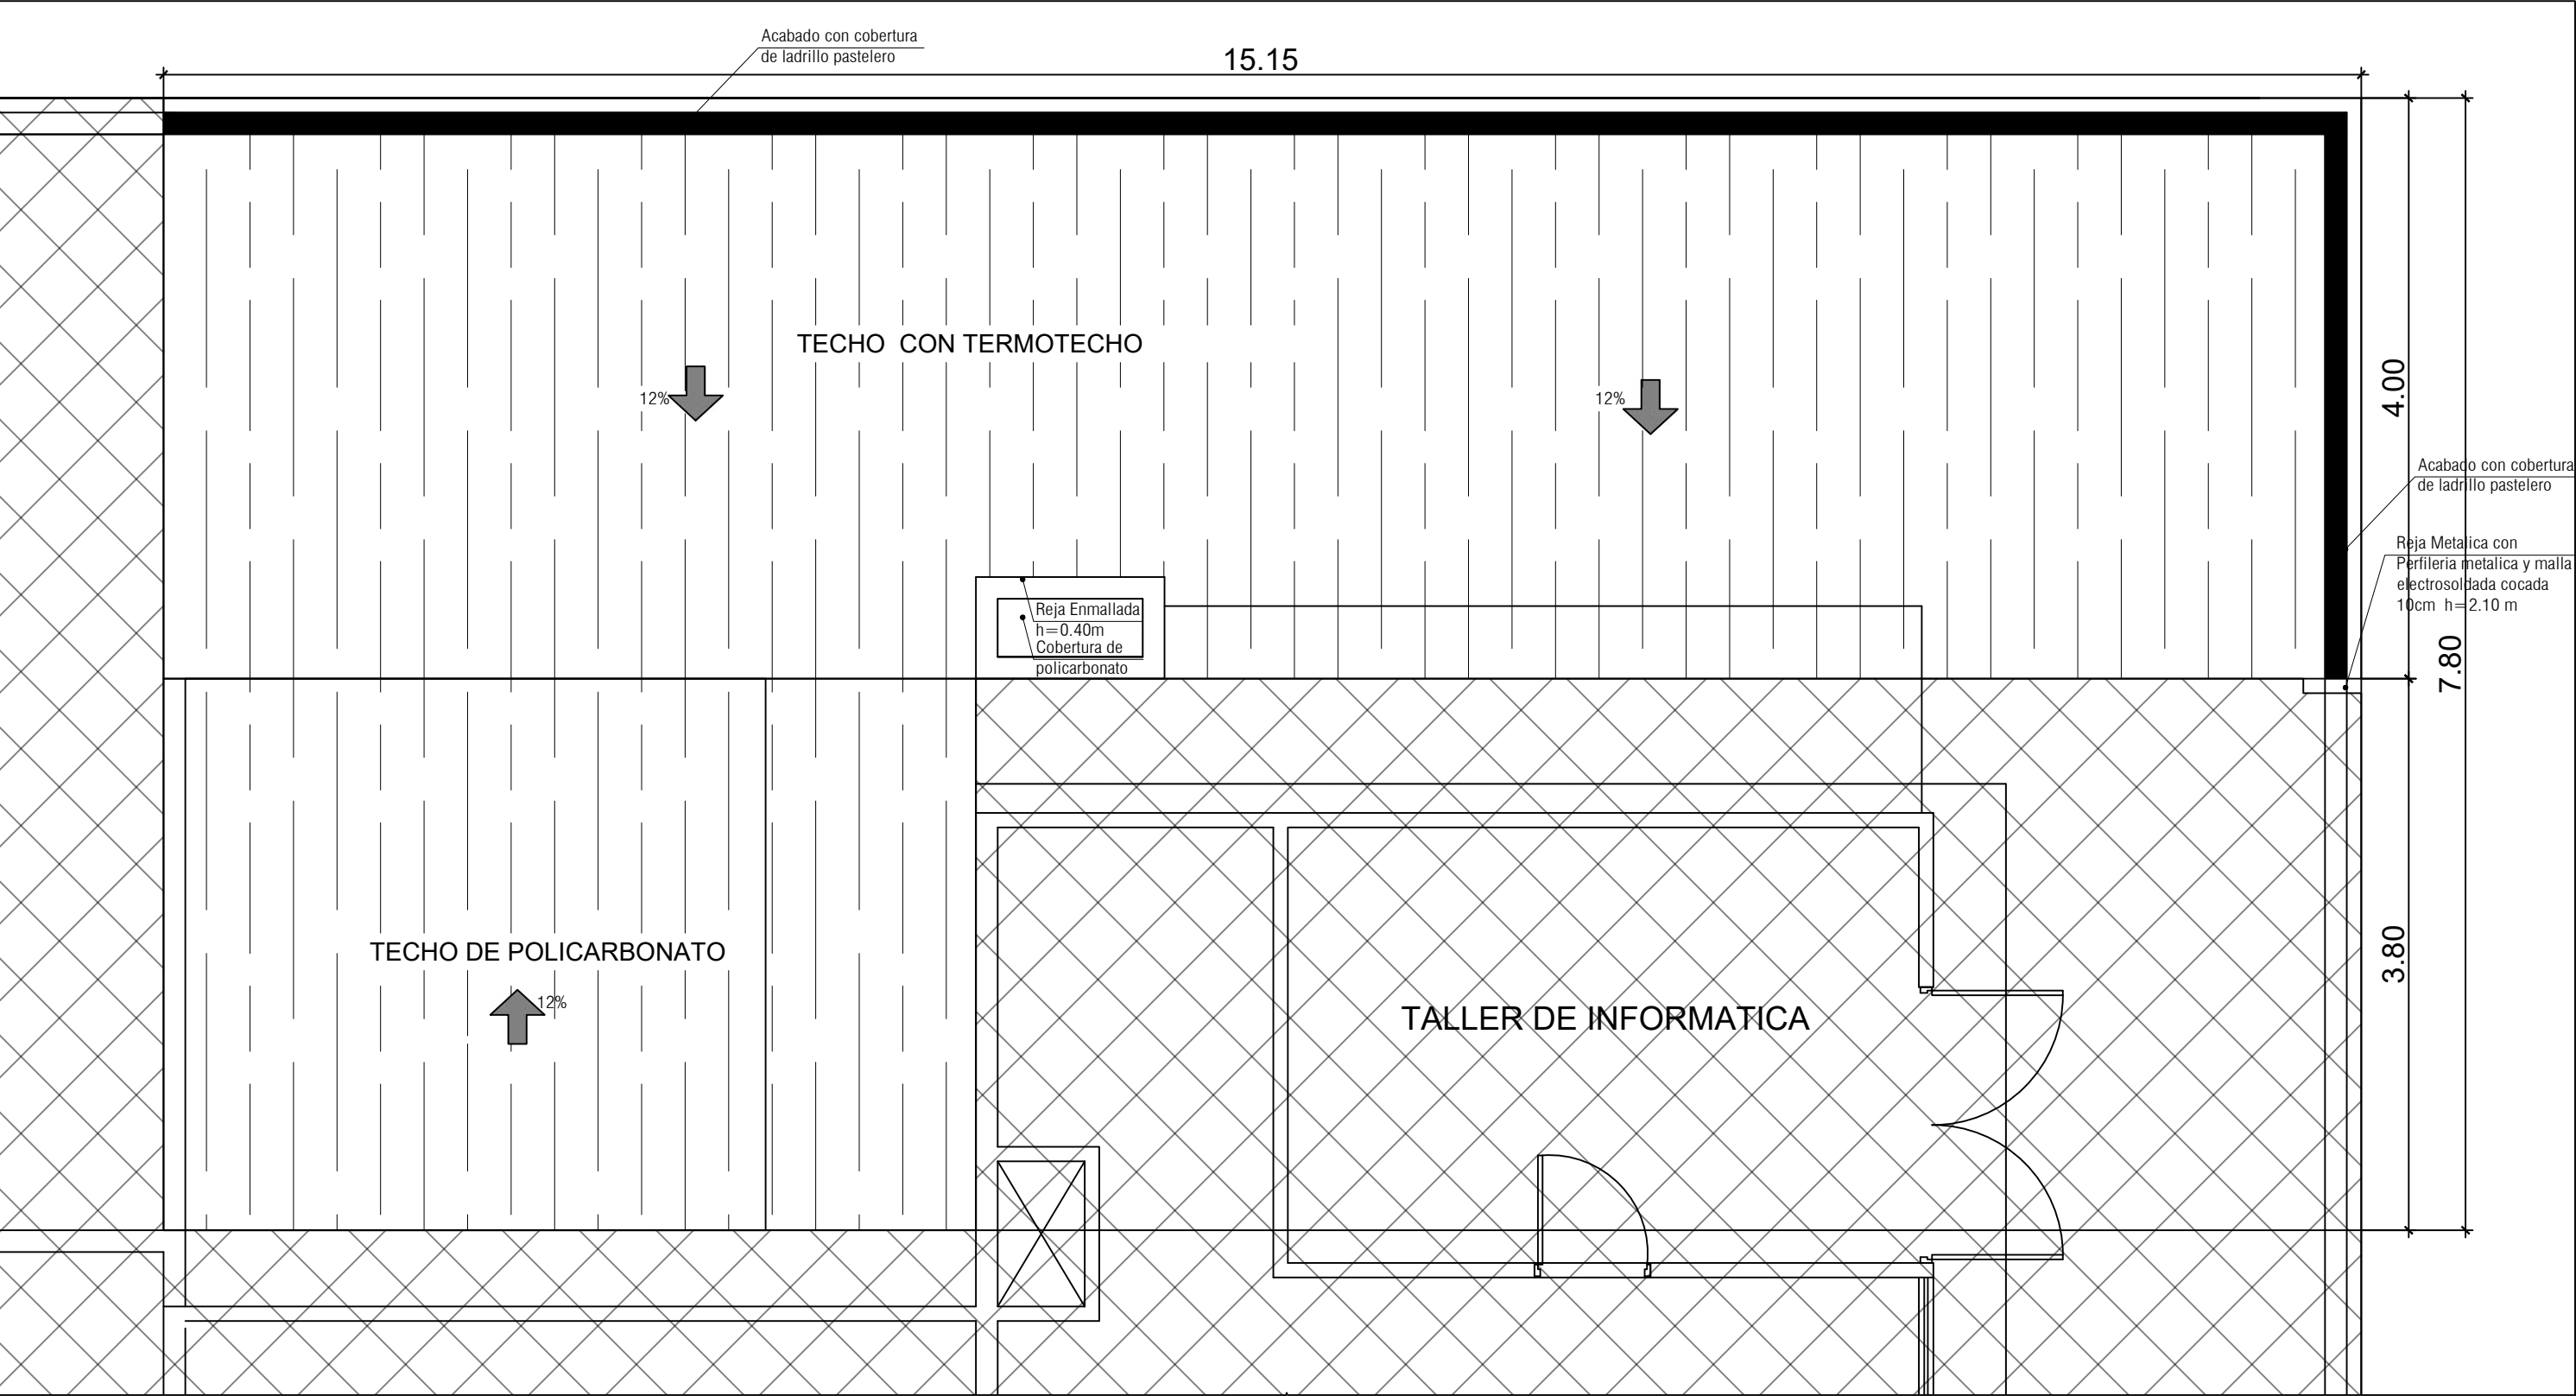 Acabado con cobertura
de ladrillo pastelero
15.15
TECHO CON TERMOTECHO
12%
12%
4.00
Acabado con cobertura
de ladrillo pastelero
Reja Metalica con
Perfileria metalica y malla
electrosoldada cocada
10cm h=2.10 m
Reja Enmallada
h=0.40m
Cobertura de
policarbonato
7.80
TECHO DE POLICARBONATO
12%
3.80
TALLER DE INFORMATICA